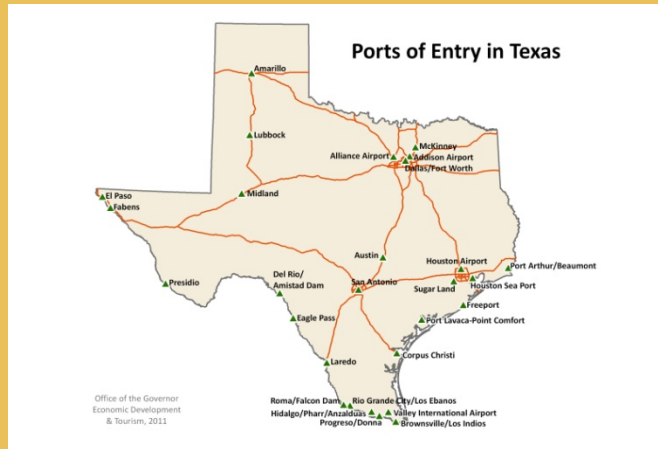 Ports of Entry in Texas
Amarillo
Lubbock
McKinney
Alliance Airport
Addison Airport
Dallas/Fort Worth
Midland
El Paso
Fabens
Austin
Houston Airport
Port Arthur/Beaumont
Presidio
Del Rio/
Amistad Dam
San Antonio
Sugar Land
Houston Sea Port
Freeport
Eagle Pass
Port Lavaca-Point Comfort
Corpus Christi
Laredo
Roma/Falcon Dam
Rio Grande City/Los Ebanos
Hidalgo/Pharr/Anzalduas
Valley International Airport
Progreso/Donna
Brownsville/Los Indios
Office of the Governor
Economic Development
& Tourism, 2011